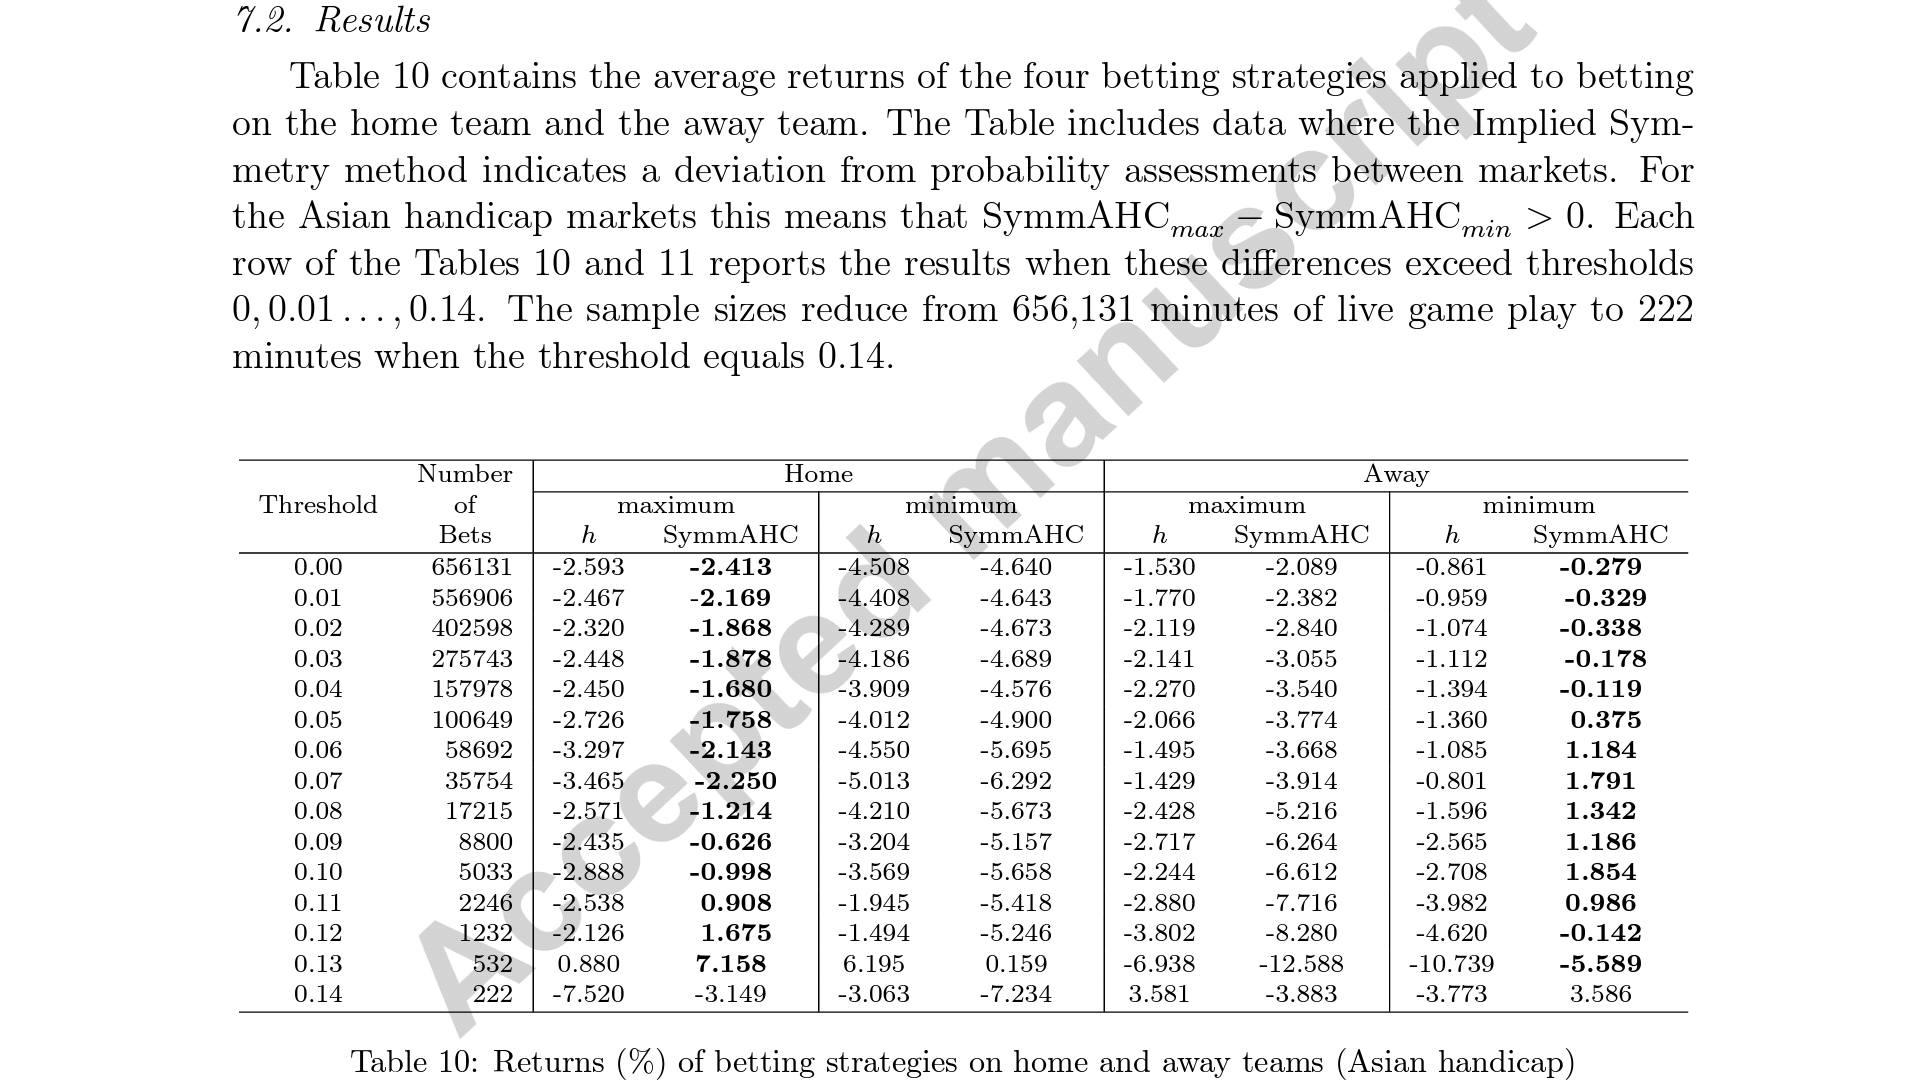 7.2. Results
Table 10 contains the average returns of the four betting strategies applied to betting
on the home team and the away team. The Table includes data where the Implied Sym-
metry method indicates a deviation from probability assessments between markets. For
the Asian handicap markets this means that SymmAHC_max − SymmAHC_min > 0. Each
row of the Tables 10 and 11 reports the results when these differences exceed thresholds
0, 0.01 . . . , 0.14. The sample sizes reduce from 656,131 minutes of live game play to 222
minutes when the threshold equals 0.14.
Number Home Away
Threshold of maximum minimum maximum minimum
Bets h SymmAHC h SymmAHC h SymmAHC h SymmAHC
0.00 656131 -2.593 -2.413 -4.508 -4.640 -1.530 -2.089 -0.861 -0.279
0.01 556906 -2.467 -2.169 -4.408 -4.643 -1.770 -2.382 -0.959 -0.329
0.02 402598 -2.320 -1.868 -4.289 -4.673 -2.119 -2.840 -1.074 -0.338
0.03 275743 -2.448 -1.878 -4.186 -4.689 -2.141 -3.055 -1.112 -0.178
0.04 157978 -2.450 -1.680 -3.909 -4.576 -2.270 -3.540 -1.394 -0.119
0.05 100649 -2.726 -1.758 -4.012 -4.900 -2.066 -3.774 -1.360 0.375
0.06 58692 -3.297 -2.143 -4.550 -5.695 -1.495 -3.668 -1.085 1.184
0.07 35754 -3.465 -2.250 -5.013 -6.292 -1.429 -3.914 -0.801 1.791
0.08 17215 -2.571 -1.214 -4.210 -5.673 -2.428 -5.216 -1.596 1.342
0.09 8800 -2.435 -0.626 -3.204 -5.157 -2.717 -6.264 -2.565 1.186
0.10 5033 -2.888 -0.998 -3.569 -5.658 -2.244 -6.612 -2.708 1.854
0.11 2246 -2.538 0.908 -1.945 -5.418 -2.880 -7.716 -3.982 0.986
0.12 1232 -2.126 1.675 -1.494 -5.246 -3.802 -8.280 -4.620 -0.142
0.13 532 0.880 7.158 6.195 0.159 -6.938 -12.588 -10.739 -5.589
0.14 222 -7.520 -3.149 -3.063 -7.234 3.581 -3.883 -3.773 3.586
Table 10: Returns (%) of betting strategies on home and away teams (Asian handicap)
Accepted manuscript